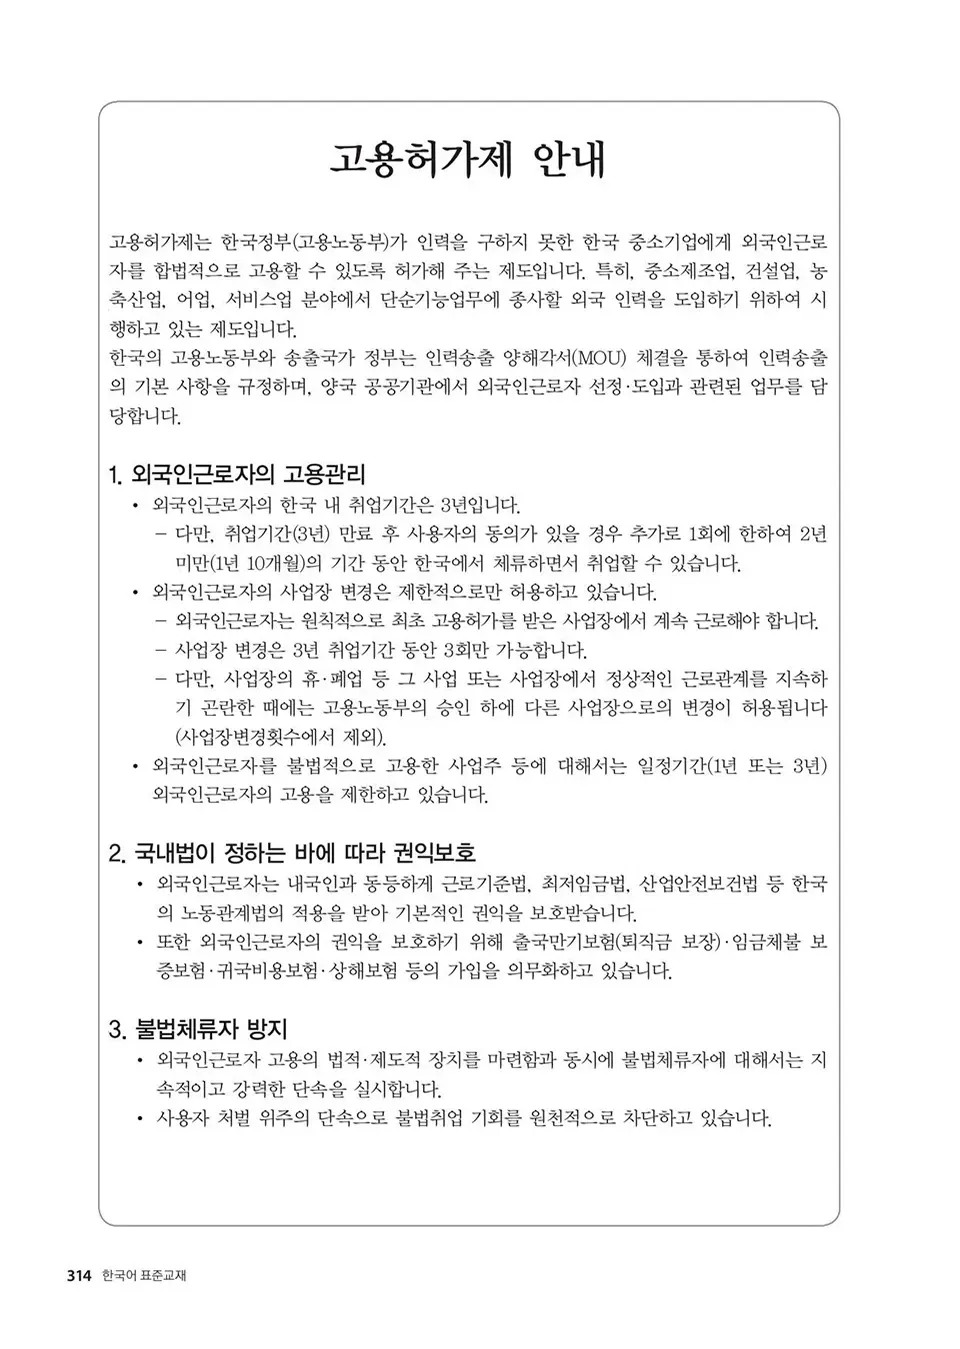 고용허가제 안내
고용허가제는 한국정부(고용노동부)가 인력을 구하지 못한 한국 중소기업에게 외국인근로
자를 합법적으로 고용할 수 있도록 허가해 주는 제도입니다. 특히, 중소제조업, 건설업, 농
축산업, 어업, 서비스업 분야에서 단순기능업무에 종사할 외국 인력을 도입하기 위하여 시
행하고 있는 제도입니다.
한국의 고용노동부와 송출국가 정부는 인력송출 양해각서(MOU) 체결을 통하여 인력송출
의 기본 사항을 규정하며, 양국 공공기관에서 외국인근로자 선정·도입과 관련된 업무를 담
당합니다.
1. 외국인근로자의 고용관리
• 외국인근로자의 한국 내 취업기간은 3년입니다.
– 다만, 취업기간(3년) 만료 후 사용자의 동의가 있을 경우 추가로 1회에 한하여 2년
미만(1년 10개월)의 기간 동안 한국에서 체류하면서 취업할 수 있습니다.
• 외국인근로자의 사업장 변경은 제한적으로만 허용하고 있습니다.
– 외국인근로자는 원칙적으로 최초 고용허가를 받은 사업장에서 계속 근로해야 합니다.
– 사업장 변경은 3년 취업기간 동안 3회만 가능합니다.
– 다만, 사업장의 휴·폐업 등 그 사업 또는 사업장에서 정상적인 근로관계를 지속하
기 곤란한 때에는 고용노동부의 승인 하에 다른 사업장으로의 변경이 허용됩니다
(사업장변경횟수에서 제외).
• 외국인근로자를 불법적으로 고용한 사업주 등에 대해서는 일정기간(1년 또는 3년)
외국인근로자의 고용을 제한하고 있습니다.
2. 국내법이 정하는 바에 따라 권익보호
• 외국인근로자는 내국인과 동등하게 근로기준법, 최저임금법, 산업안전보건법 등 한국
의 노동관계법의 적용을 받아 기본적인 권익을 보호받습니다.
• 또한 외국인근로자의 권익을 보호하기 위해 출국만기보험(퇴직금 보장)·임금체불 보
증보험·귀국비용보험·상해보험 등의 가입을 의무화하고 있습니다.
3. 불법체류자 방지
• 외국인근로자 고용의 법적·제도적 장치를 마련함과 동시에 불법체류자에 대해서는 지
속적이고 강력한 단속을 실시합니다.
• 사용자 처벌 위주의 단속으로 불법취업 기회를 원천적으로 차단하고 있습니다.
314 한국어 표준교재